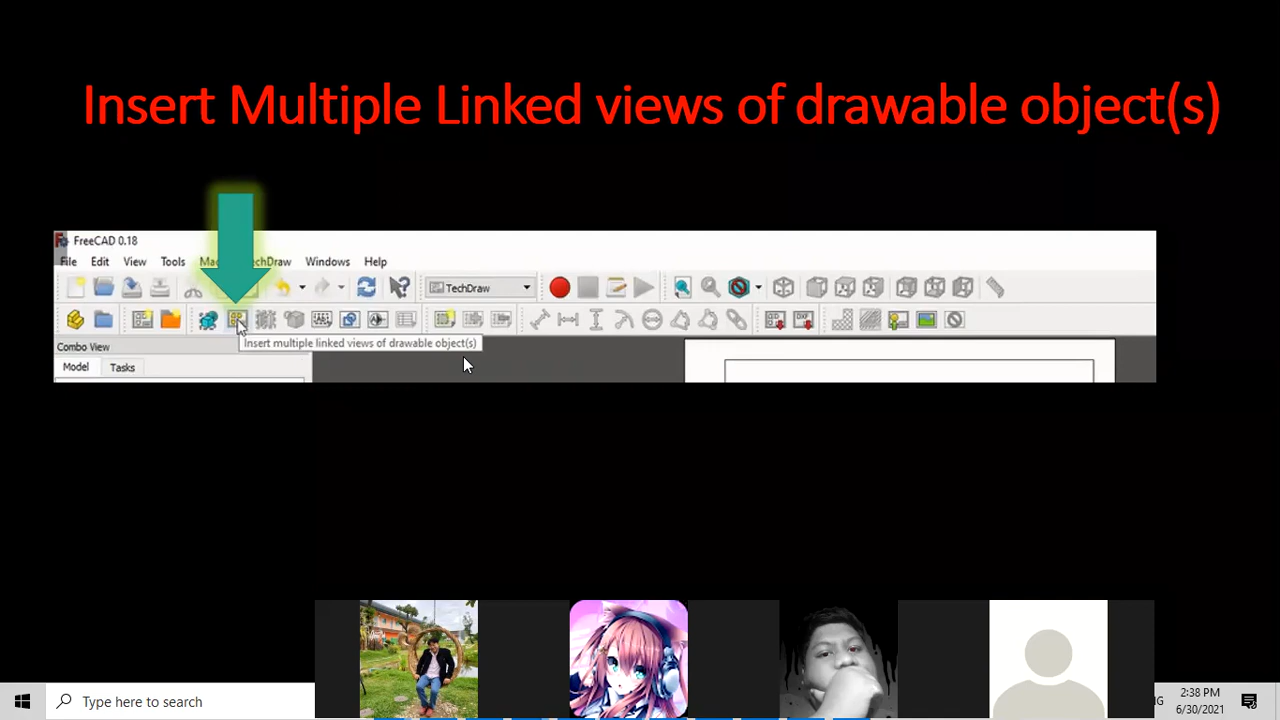 Insert Multiple Linked views of drawable object(s)
FreeCAD 0.18
File Edit View Tools Mac Draw Windows Help
TechDraw
Insert multiple linked views of drawable object(s)
Combo View
Model Tasks
Type here to search
2:38 PM
6/30/2021